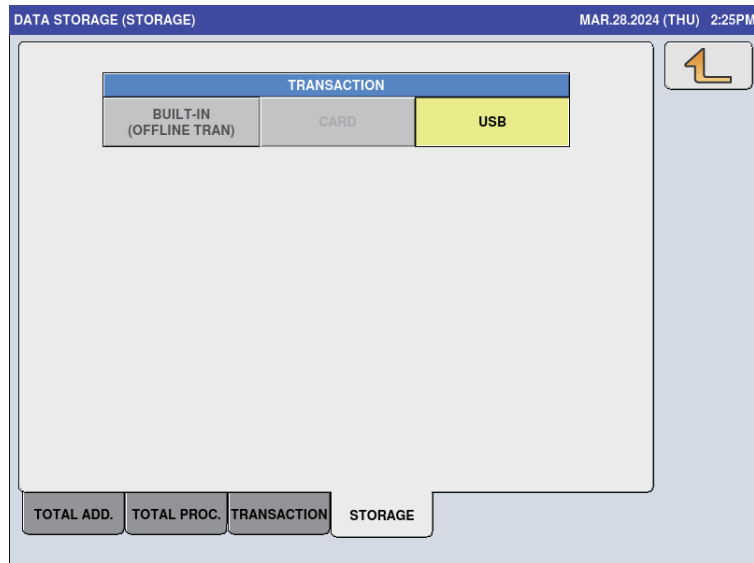 DATA STORAGE (STORAGE) MAR.28.2024 (THU) 2:25PM
TRANSACTION
BUILT-IN
(OFFLINE TRAN)
CARD
USB
TOTAL ADD.
TOTAL PROC.
TRANSACTION
STORAGE